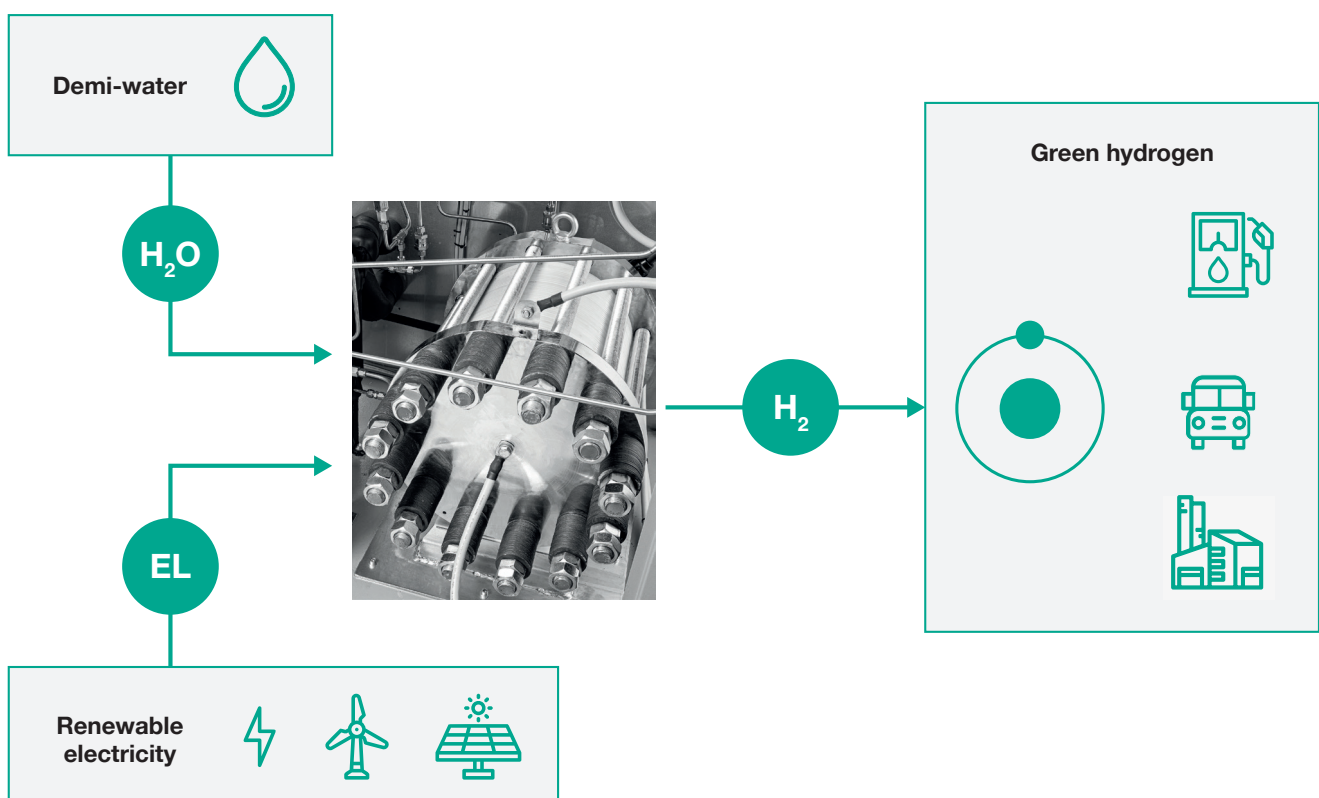 Demi-water
H₂O
EL
Renewable
electricity
H₂
Green hydrogen